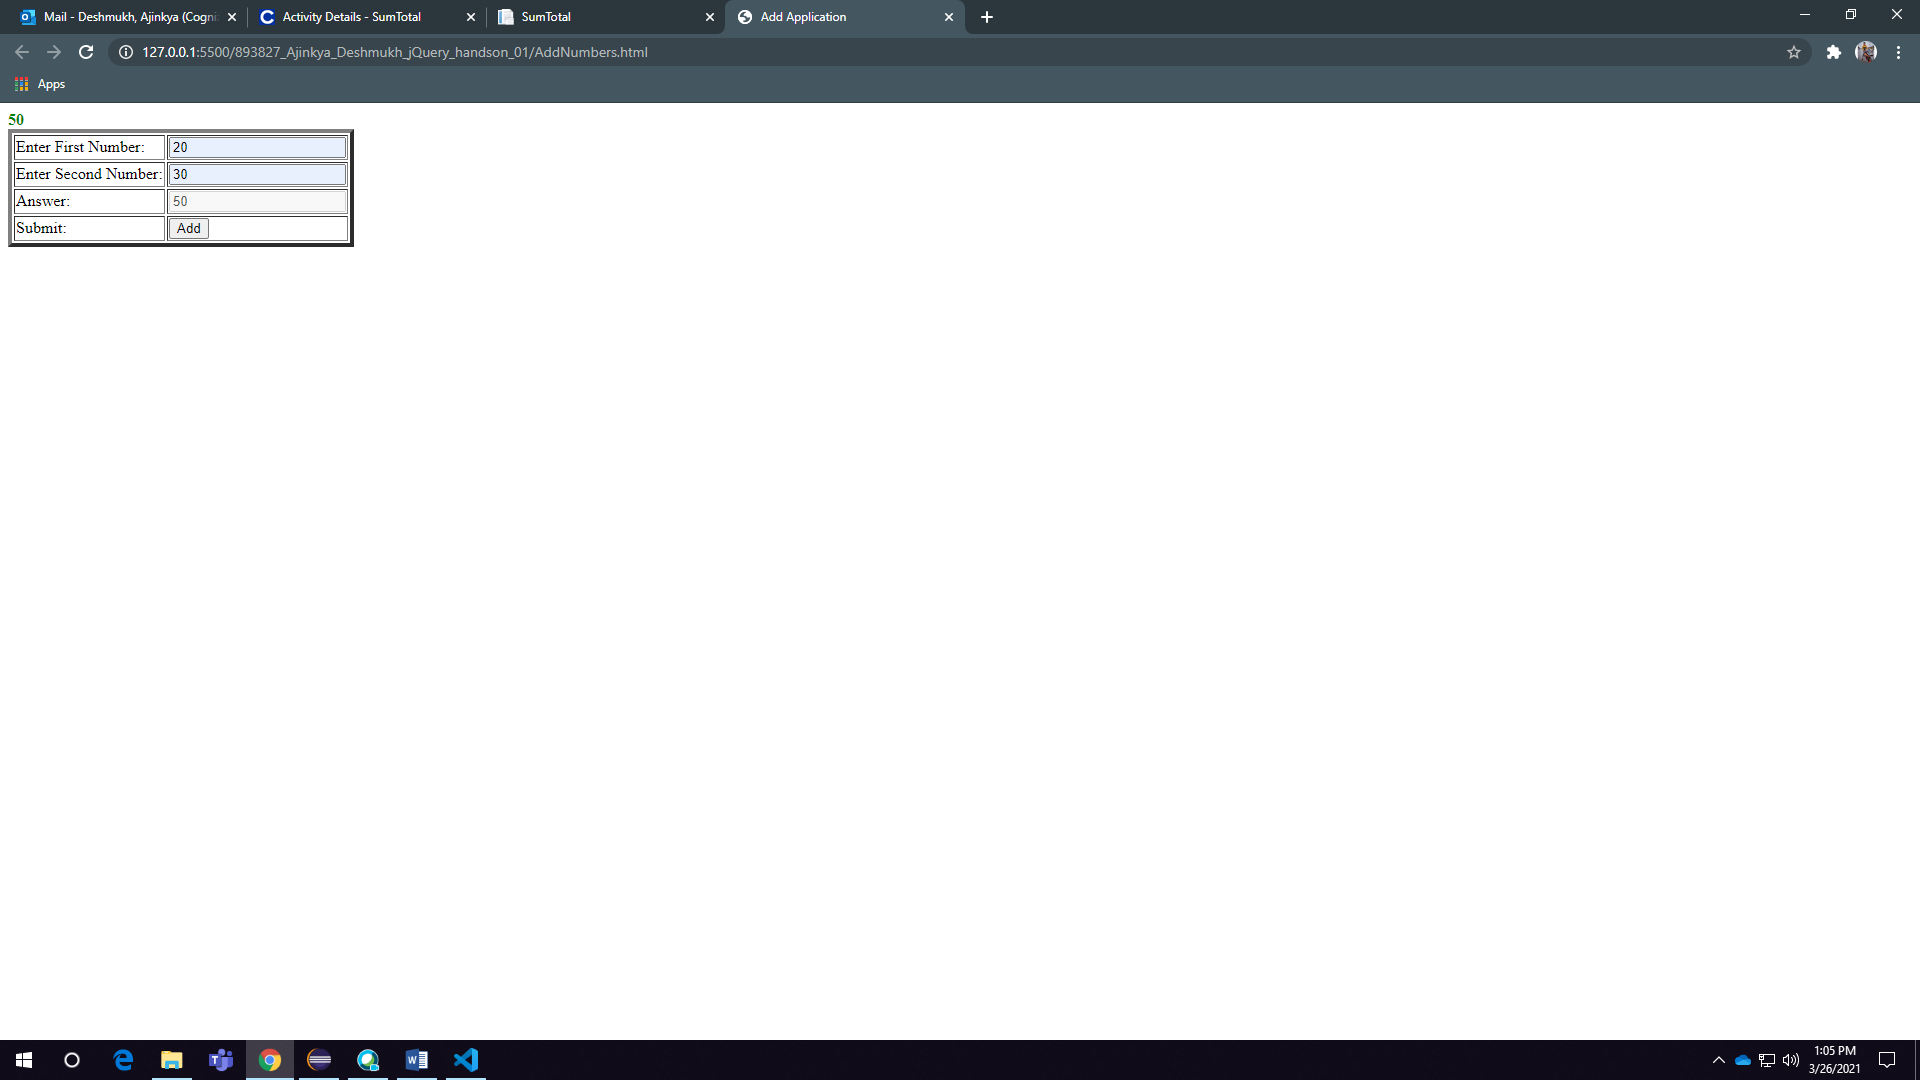 Mail - Deshmukh, Ajinkya (Cogni
Activity Details - SumTotal
SumTotal
Add Application
127.0.0.1:5500/893827_Ajinkya_Deshmukh_jQuery_handson_01/AddNumbers.html
Apps
50
Enter First Number: 20
Enter Second Number: 30
Answer: 50
Submit: Add
1:05 PM
3/26/2021